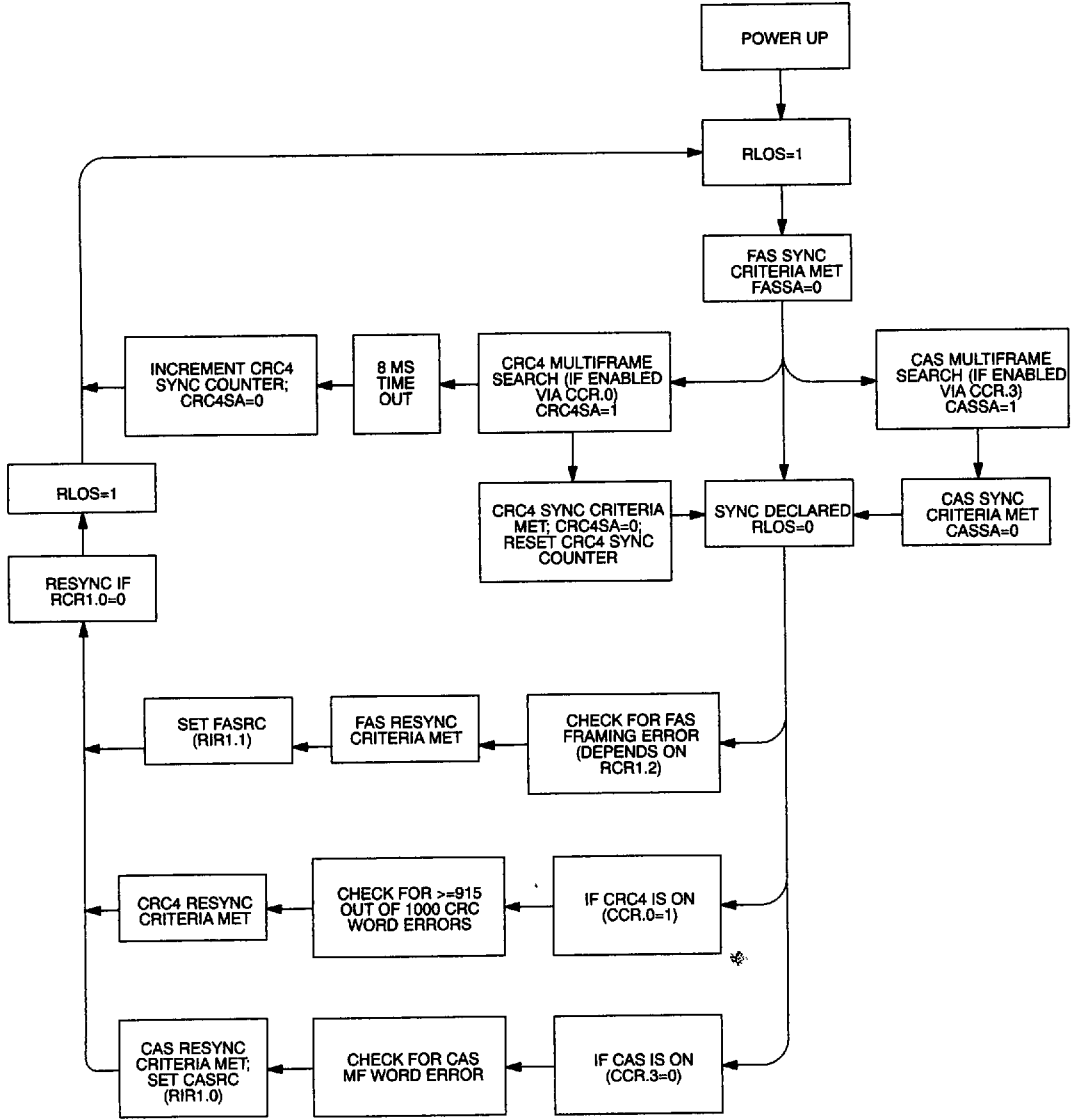 POWER UP
RLOS=1
FAS SYNC
CRITERIA MET
FASSA=0
INCREMENT CRC4
SYNC COUNTER;
CRC4SA=0
8 MS
TIME
OUT
CRC4 MULTIFRAME
SEARCH (IF ENABLED
VIA CCR.0)
CRC4SA=1
CAS MULTIFRAME
SEARCH (IF ENABLED
VIA CCR.3)
CASSA=1
RLOS=1
CRC4 SYNC CRITERIA
MET; CRC4SA=0;
RESET CRC4 SYNC
COUNTER
SYNC DECLARED
RLOS=0
CAS SYNC
CRITERIA MET
CASSA=0
RESYNC IF
RCR1.0=0
SET FASRC
(RIR1.1)
FAS RESYNC
CRITERIA MET
CHECK FOR FAS
FRAMING ERROR
(DEPENDS ON
RCR1.2)
CRC4 RESYNC
CRITERIA MET
CHECK FOR >=915
OUT OF 1000 CRC
WORD ERRORS
IF CRC4 IS ON
(CCR.0=1)
CAS RESYNC
CRITERIA MET;
SET CASRC
(RIR1.0)
CHECK FOR CAS
MF WORD ERROR
IF CAS IS ON
(CCR.3=0)